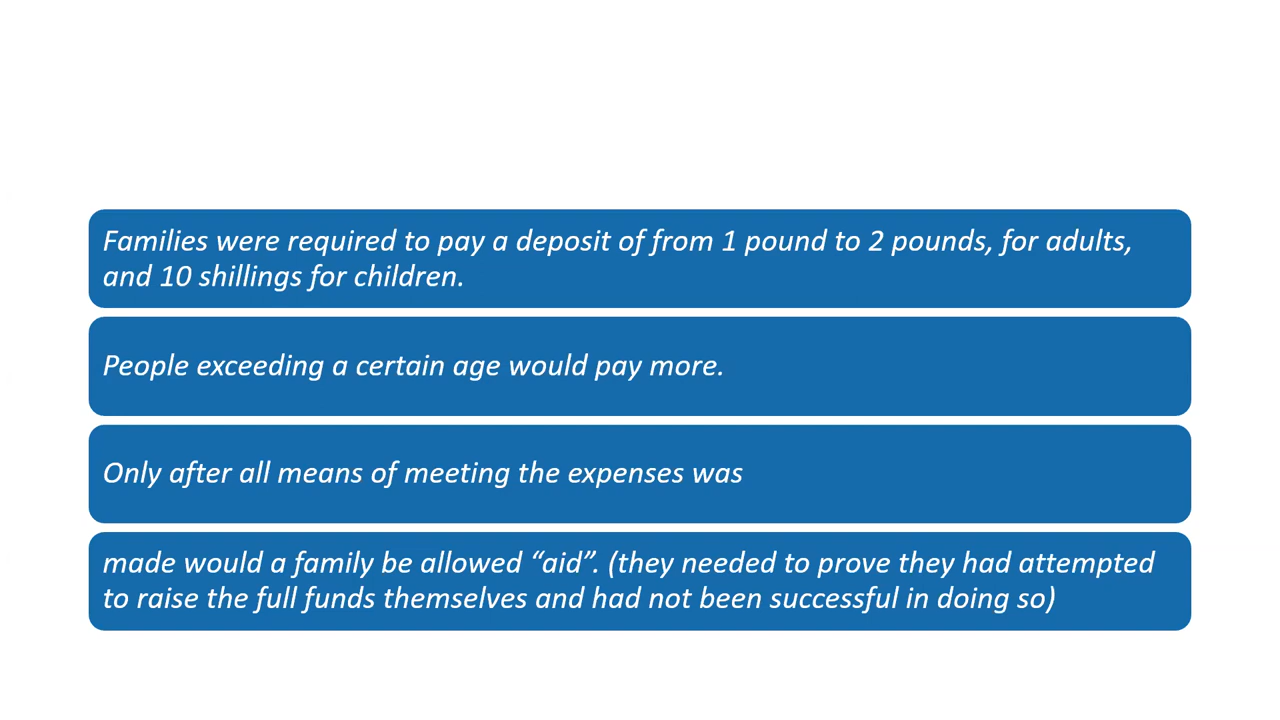 Families were required to pay a deposit of from 1 pound to 2 pounds, for adults,
and 10 shillings for children.
People exceeding a certain age would pay more.
Only after all means of meeting the expenses was
made would a family be allowed “aid”. (they needed to prove they had attempted
to raise the full funds themselves and had not been successful in doing so)